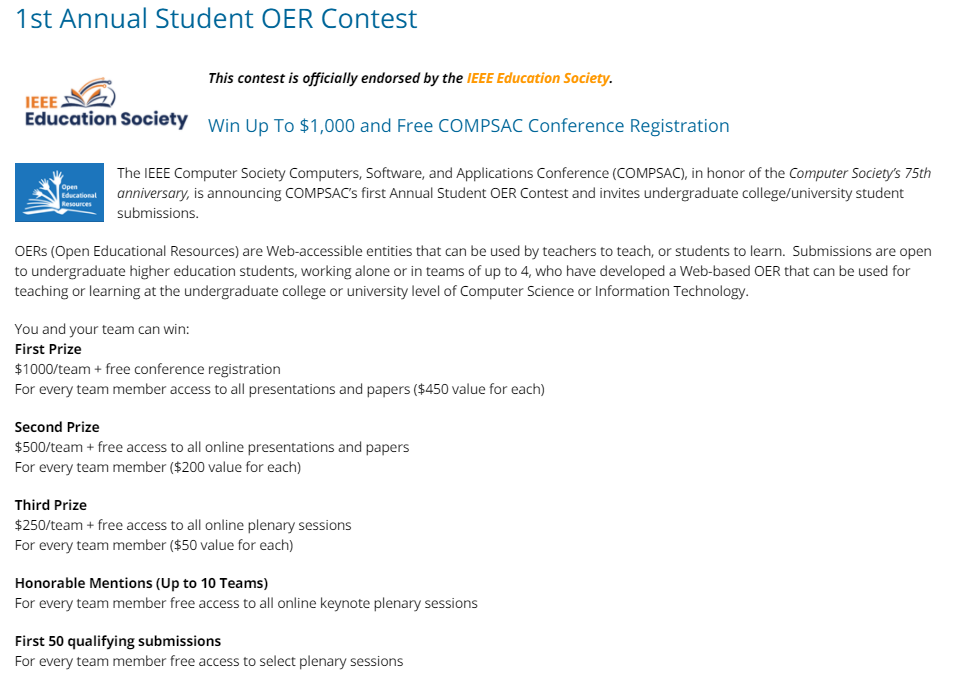 1st Annual Student OER Contest
IEEE
Education Society
This contest is officially endorsed by the IEEE Education Society.
Win Up To $1,000 and Free COMPSAC Conference Registration
Open
Educational
Resources
The IEEE Computer Society Computers, Software, and Applications Conference (COMPSAC), in honor of the Computer Society's 75th
anniversary, is announcing COMPSAC's first Annual Student OER Contest and invites undergraduate college/university student
submissions.
OERs (Open Educational Resources) are Web-accessible entities that can be used by teachers to teach, or students to learn.  Submissions are open
to undergraduate higher education students, working alone or in teams of up to 4, who have developed a Web-based OER that can be used for
teaching or learning at the undergraduate college or university level of Computer Science or Information Technology.
You and your team can win:
First Prize
$1000/team + free conference registration
For every team member access to all presentations and papers ($450 value for each)
Second Prize
$500/team + free access to all online presentations and papers
For every team member ($200 value for each)
Third Prize
$250/team + free access to all online plenary sessions
For every team member ($50 value for each)
Honorable Mentions (Up to 10 Teams)
For every team member free access to all online keynote plenary sessions
First 50 qualifying submissions
For every team member free access to select plenary sessions